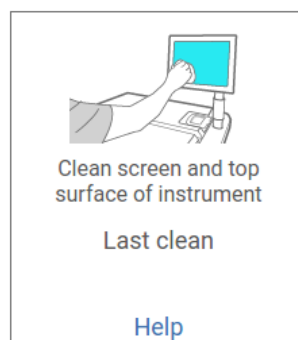 Clean screen and top
surface of instrument
Last clean
Help